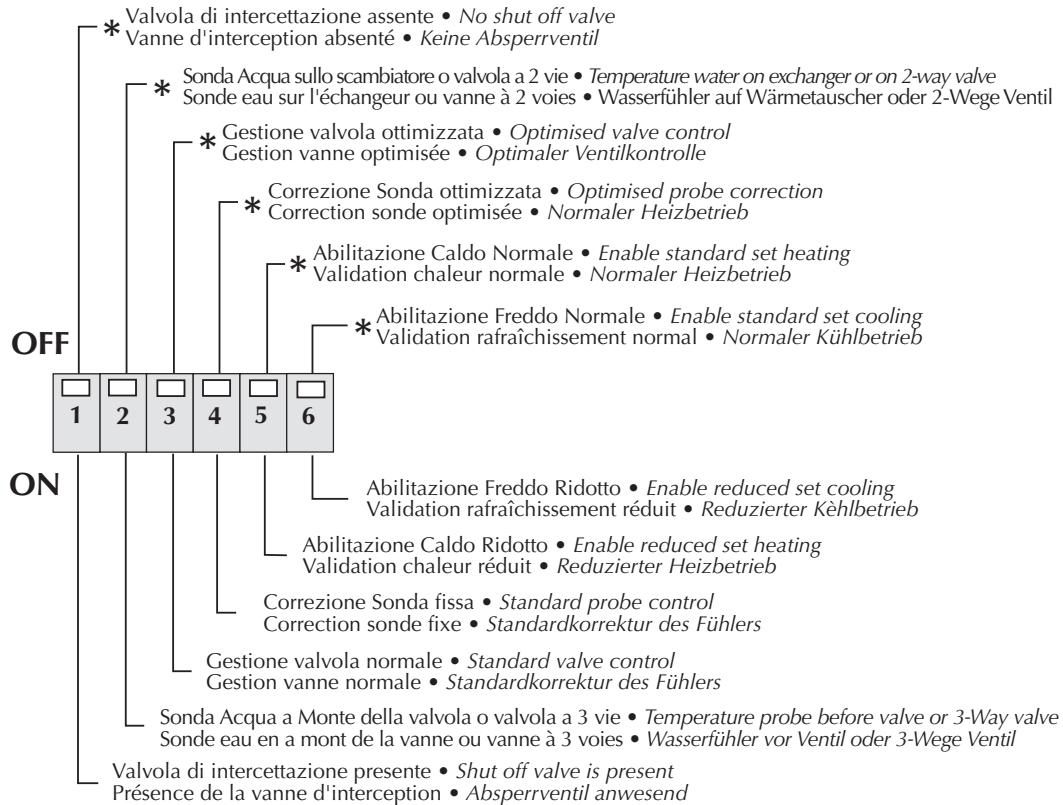 * Valvola di intercettazione assente • No shut off valve
Vanne d'interception absenté • Keine Absperrventil
* Sonda Acqua sullo scambiatore o valvola a 2 vie • Temperature water on exchanger or on 2-way valve
Sonde eau sur l'échangeur ou vanne à 2 voies • Wasserfühler auf Wärmetauscher oder 2-Wege Ventil
* Gestione valvola ottimizzata • Optimised valve control
Gestion vanne optimisée • Optimaler Ventilkontrolle
* Correzione Sonda ottimizzata • Optimised probe correction
Correction sonde optimisée • Normaler Heizbetrieb
* Abilitazione Caldo Normale • Enable standard set heating
Validation chaleur normale • Normaler Heizbetrieb
* Abilitazione Freddo Normale • Enable standard set cooling
Validation rafraîchissement normal • Normaler Kühlbetrieb
OFF
1 2 3 4 5 6
ON
Abilitazione Freddo Ridotto • Enable reduced set cooling
Validation rafraîchissement réduit • Reduzierter Kèhlbetrieb
Abilitazione Caldo Ridotto • Enable reduced set heating
Validation chaleur réduit • Reduzierter Heizbetrieb
Correzione Sonda fissa • Standard probe control
Correction sonde fixe • Standardkorrektur des Fühlers
Gestione valvola normale • Standard valve control
Gestion vanne normale • Standardkorrektur des Fühlers
Sonda Acqua a Monte della valvola o valvola a 3 vie • Temperature probe before valve or 3-Way valve
Sonde eau en a mont de la vanne ou vanne à 3 voies • Wasserfühler vor Ventil oder 3-Wege Ventil
Valvola di intercettazione presente • Shut off valve is present
Présence de la vanne d'interception • Absperrventil anwesend